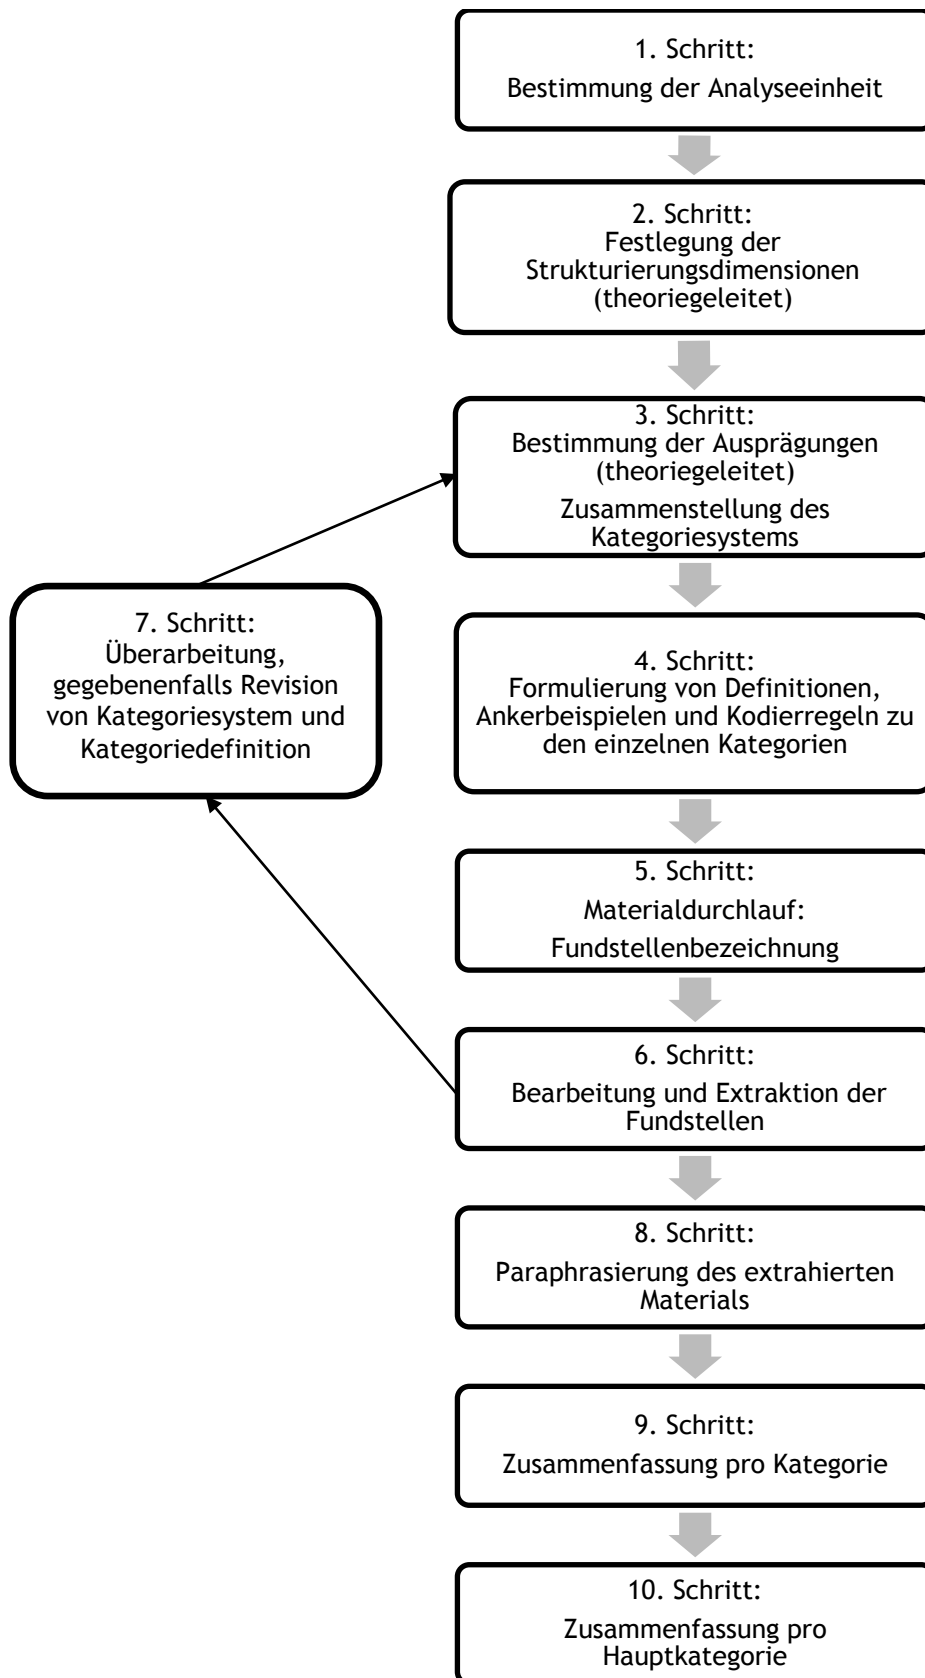 1. Schritt:
Bestimmung der Analyseeinheit
2. Schritt:
Festlegung der
Strukturierungsdimensionen
(theoriegeleitet)
3. Schritt:
Bestimmung der Ausprägungen
(theoriegeleitet)
Zusammenstellung des
Kategoriesystems
4. Schritt:
Formulierung von Definitionen,
Ankerbeispielen und Kodierregeln zu
den einzelnen Kategorien
5. Schritt:
Materialdurchlauf:
Fundstellenbezeichnung
6. Schritt:
Bearbeitung und Extraktion der
Fundstellen
7. Schritt:
Überarbeitung,
gegebenenfalls Revision
von Kategoriesystem und
Kategoriedefinition
8. Schritt:
Paraphrasierung des extrahierten
Materials
9. Schritt:
Zusammenfassung pro Kategorie
10. Schritt:
Zusammenfassung pro
Hauptkategorie